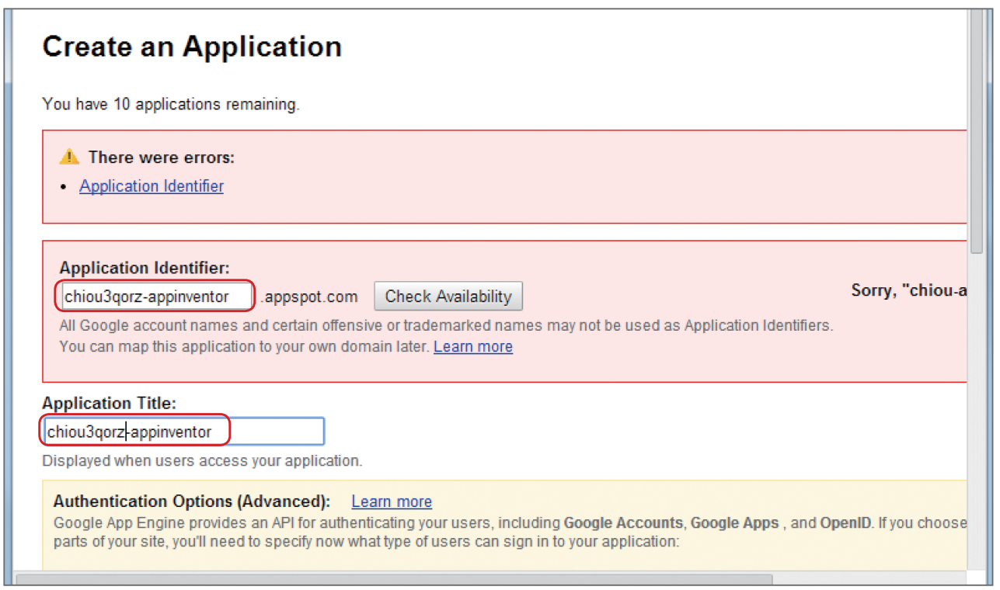 Create an Application
You have 10 applications remaining.
There were errors:
• Application Identifier
Application Identifier:
chiou3qorz-appinventor .appspot.com Check Availability Sorry, "chiou-a
All Google account names and certain offensive or trademarked names may not be used as Application Identifiers.
You can map this application to your own domain later. Learn more
Application Title:
chiou3qorz-appinventor
Displayed when users access your application.
Authentication Options (Advanced): Learn more
Google App Engine provides an API for authenticating your users, including Google Accounts, Google Apps , and OpenID. If you choose
parts of your site, you'll need to specify now what type of users can sign in to your application: